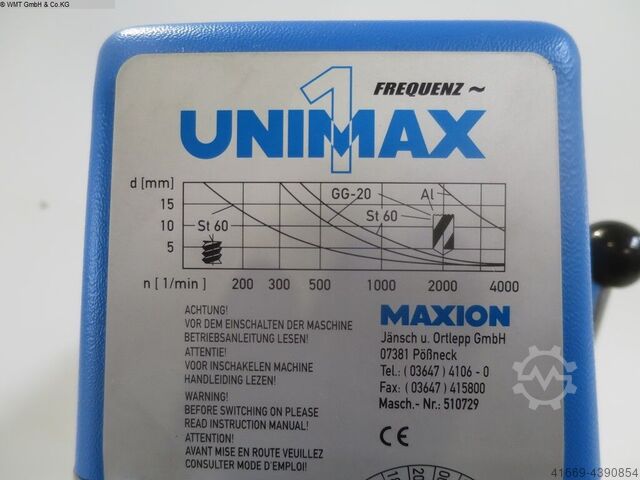 © WMT GmbH & Co.KG
FREQUENZ ~
1
UNIMAX
d [mm]
15
10
5
GG-20
Al
St 60
St 60
n [1/min]
200 300 500 1000 2000 4000
ACHTUNG!
VOR DEM EINSCHALTEN DER MASCHINE
BETRIEBSANLEITUNG LESEN!
ATTENTIE!
VOOR INSCHAKELEN MACHINE
HANDLEIDING LEZEN!
WARNING!
BEFORE SWITCHING ON PLEASE
READ INSTRUCTION MANUAL!
ATTENTION!
AVANT MISE EN ROUTE VEUILLEZ
CONSULTER MODE D'EMPLOI!
MAXION
Jänsch u. Ortlepp GmbH
07381 Pößneck
Tel.: (03647) 4106 - 0
Fax: (03647) 415800
Masch.- Nr.: 510729
CE
41669-4390854